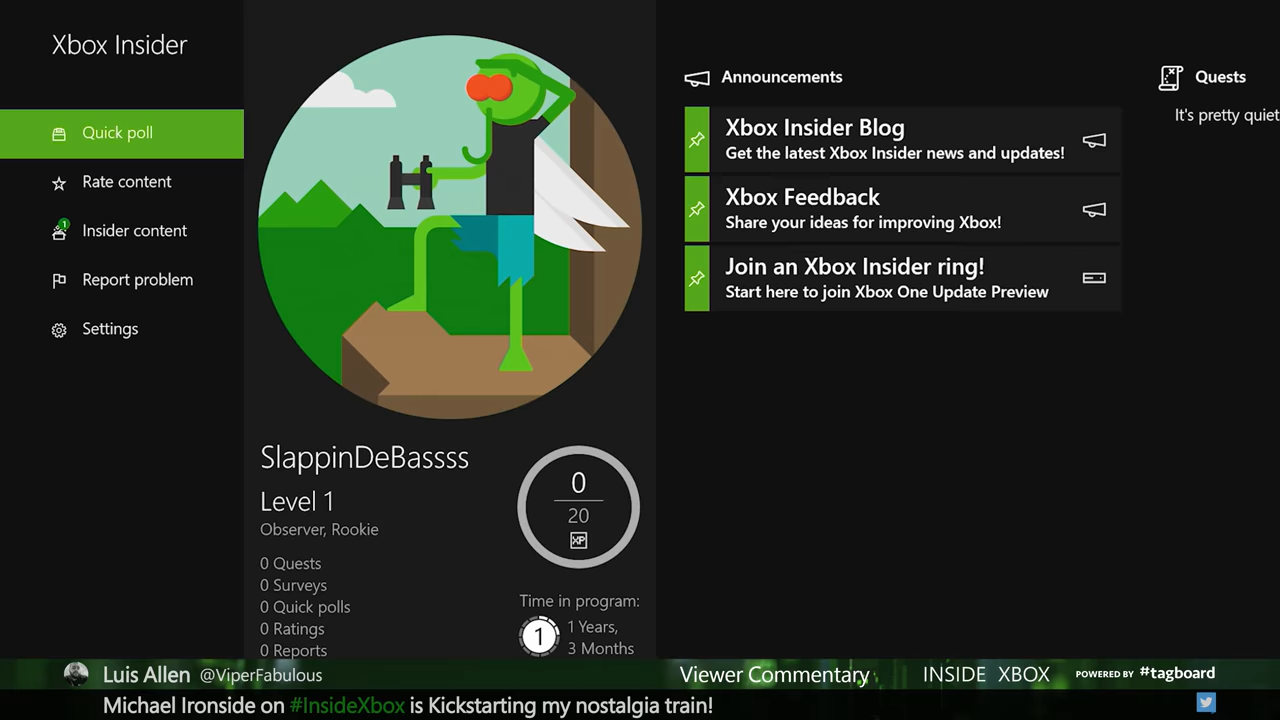 Xbox Insider
Quick poll
Rate content
1
Insider content
Report problem
Settings
SlappinDeBassss
Level 1
Observer, Rookie
0 Quests
0 Surveys
0 Quick polls
0 Ratings
0 Reports
0
20
XP
Time in program:
1
1 Years,
3 Months
Announcements
Xbox Insider Blog
Get the latest Xbox Insider news and updates!
Xbox Feedback
Share your ideas for improving Xbox!
Join an Xbox Insider ring!
Start here to join Xbox One Update Preview
Quests
It's pretty quiet
Luis Allen @ViperFabulous
Viewer Commentary
INSIDE XBOX
POWERED BY #tagboard
Michael Ironside on #InsideXbox is Kickstarting my nostalgia train!